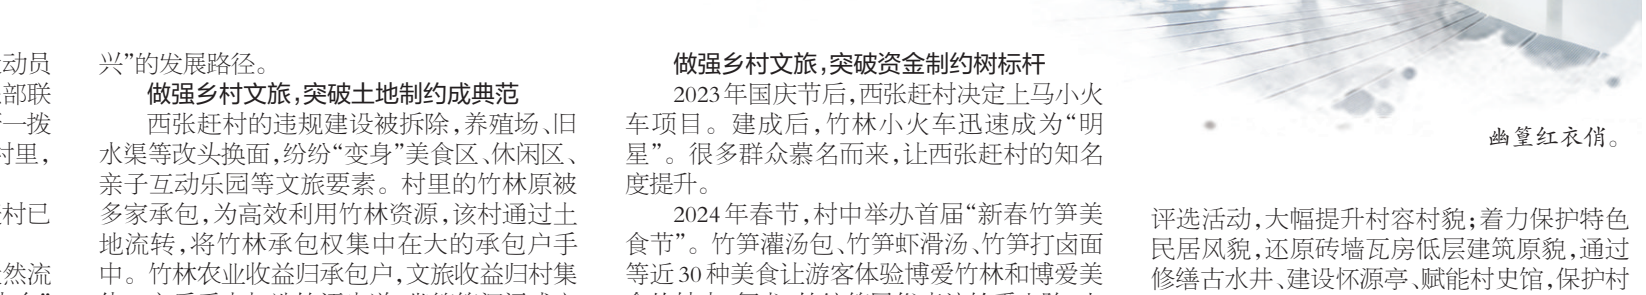 动员
部联
一拨
村里，
村已
然流
兴”的发展路径。
做强乡村文旅，突破土地制约成典范
西张赶村的违规建设被拆除，养殖场、旧
水渠等改头换面，纷纷“变身”美食区、休闲区、
亲子互动乐园等文旅要素。村里的竹林原被
多家承包，为高效利用竹林资源，该村通过土
地流转，将竹林承包权集中在大的承包户手
中。竹林农业收益归承包户，文旅收益归村集
做强乡村文旅，突破资金制约树标杆
2023年国庆节后，西张赶村决定上马小火
车项目。建成后，竹林小火车迅速成为“明
星”。很多群众慕名而来，让西张赶村的知名
度提升。
2024年春节，村中举办首届“新春竹笋美
食节”。竹笋灌汤包、竹笋虾滑汤、竹笋打卤面
等近30种美食让游客体验博爱竹林和博爱美
幽篁红衣俏。
评选活动，大幅提升村容村貌；着力保护特色
民居风貌，还原砖墙瓦房低层建筑原貌，通过
修缮古水井、建设怀源亭、赋能村史馆，保护村